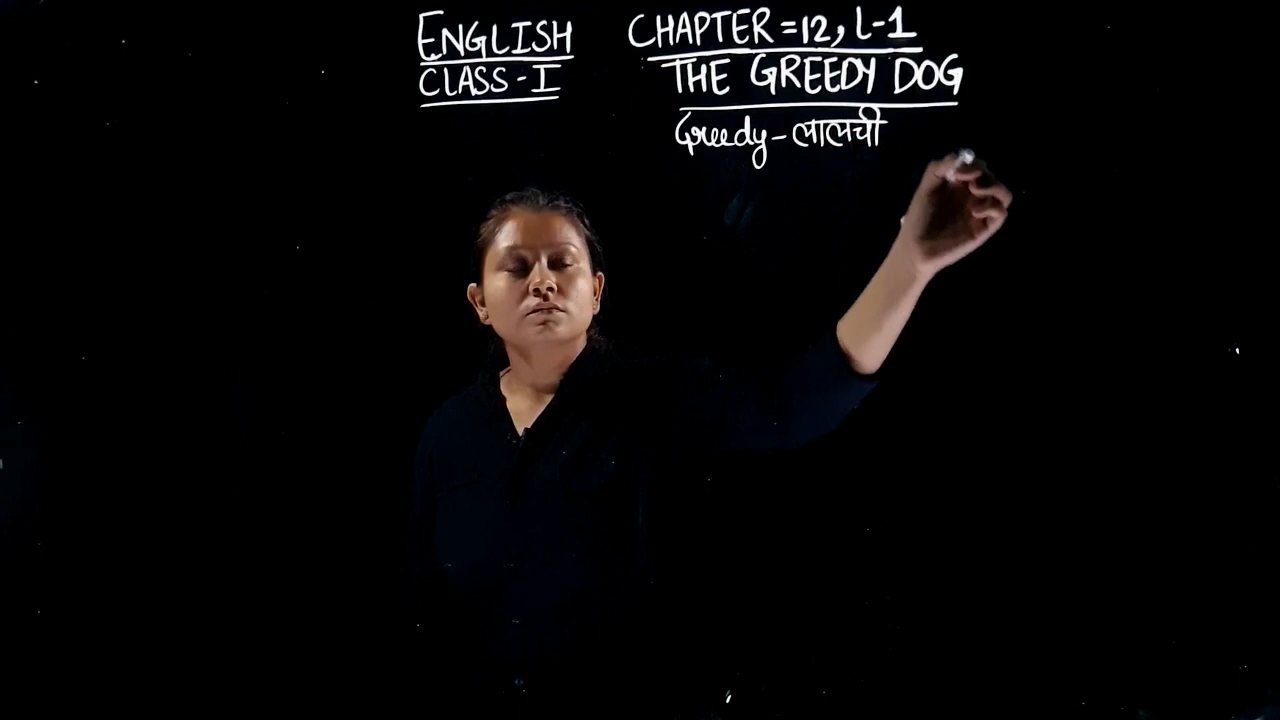 ENGLISH
CLASS-I
CHAPTER=12, L-1
THE GREEDY DOG
Greedy-लालची